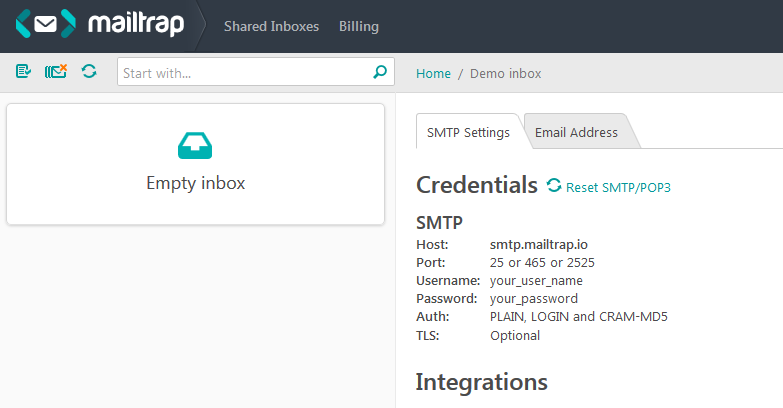 mailtrap
Shared Inboxes
Billing
Start with...
Home / Demo inbox
Empty inbox
SMTP Settings
Email Address
Credentials Reset SMTP/POP3
SMTP
Host: smtp.mailtrap.io
Port: 25 or 465 or 2525
Username: your_user_name
Password: your_password
Auth: PLAIN, LOGIN and CRAM-MD5
TLS: Optional
Integrations